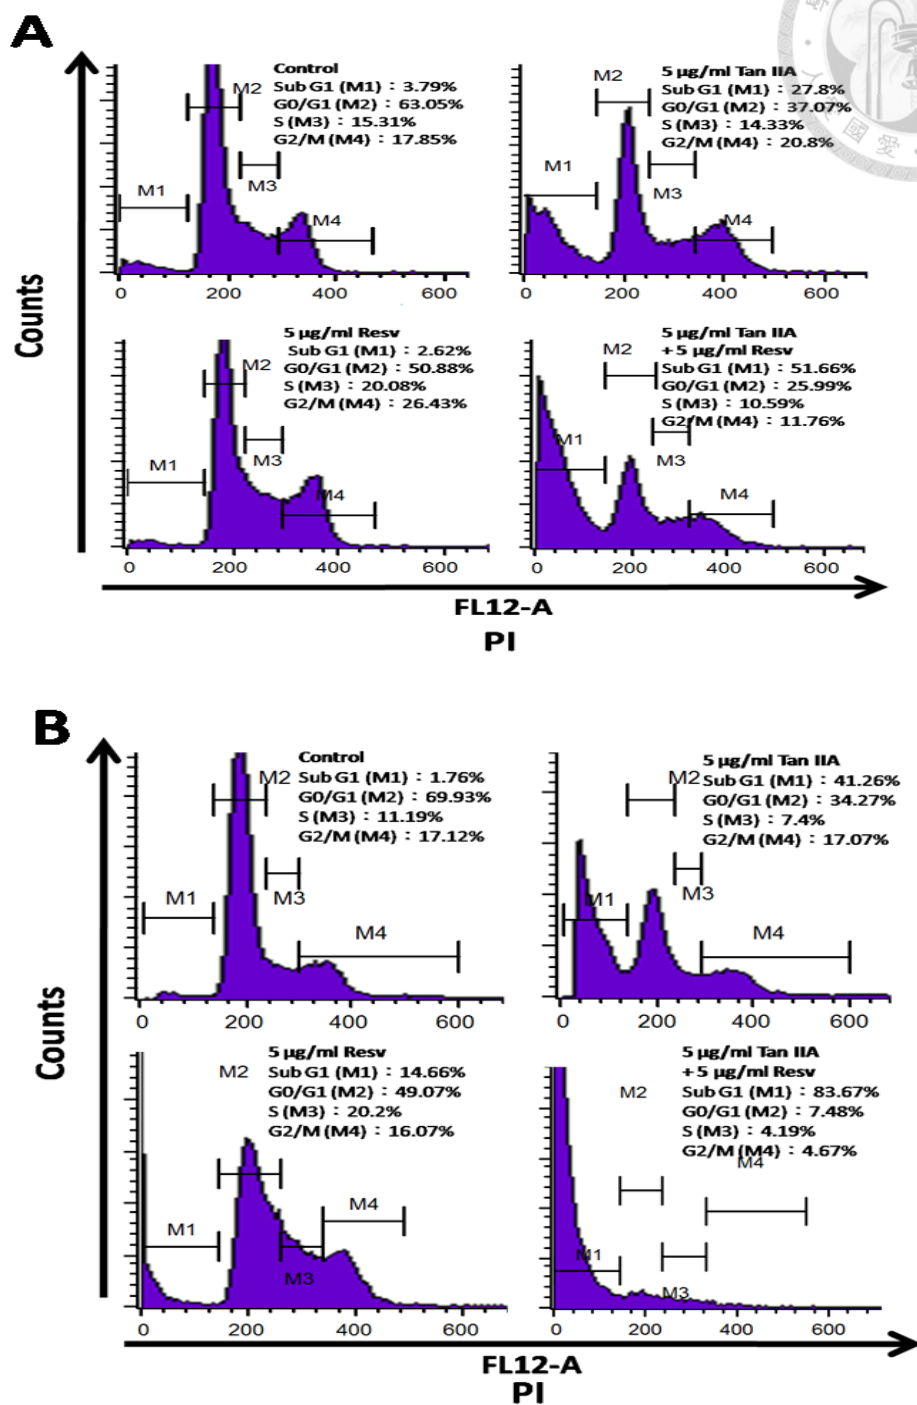 A
Counts
Control
Sub G1 (M1)：3.79%
G0/G1 (M2)：63.05%
S (M3)：15.31%
G2/M (M4)：17.85%
M1
M2
M3
M4
0 200 400 600
5 μg/ml Tan IIA
Sub G1 (M1)：27.8%
G0/G1 (M2)：37.07%
S (M3)：14.33%
G2/M (M4)：20.8%
M1
M2
M3
M4
0 200 400 600
5 μg/ml Resv
Sub G1 (M1)：2.62%
G0/G1 (M2)：50.88%
S (M3)：20.08%
G2/M (M4)：26.43%
M1
M2
M3
M4
0 200 400 600
5 μg/ml Tan IIA
+5 μg/ml Resv
Sub G1 (M1)：51.66%
G0/G1 (M2)：25.99%
S (M3)：10.59%
G2/M (M4)：11.76%
M1
M2
M3
M4
0 200 400 600
FL12-A
PI
B
Counts
Control
Sub G1 (M1)：1.76%
G0/G1 (M2)：69.93%
S (M3)：11.19%
G2/M (M4)：17.12%
M1
M2
M3
M4
0 200 400 600
5 μg/ml Tan IIA
Sub G1 (M1)：41.26%
G0/G1 (M2)：34.27%
S (M3)：7.4%
G2/M (M4)：17.07%
M1
M2
M3
M4
0 200 400 600
5 μg/ml Resv
Sub G1 (M1)：14.66%
G0/G1 (M2)：49.07%
S (M3)：20.2%
G2/M (M4)：16.07%
M1
M2
M3
M4
0 200 400 600
5 μg/ml Tan IIA
+5 μg/ml Resv
Sub G1 (M1)：83.67%
G0/G1 (M2)：7.48%
S (M3)：4.19%
G2/M (M4)：4.67%
M1
M2
M3
M4
0 200 400 600
FL12-A
PI
國愛